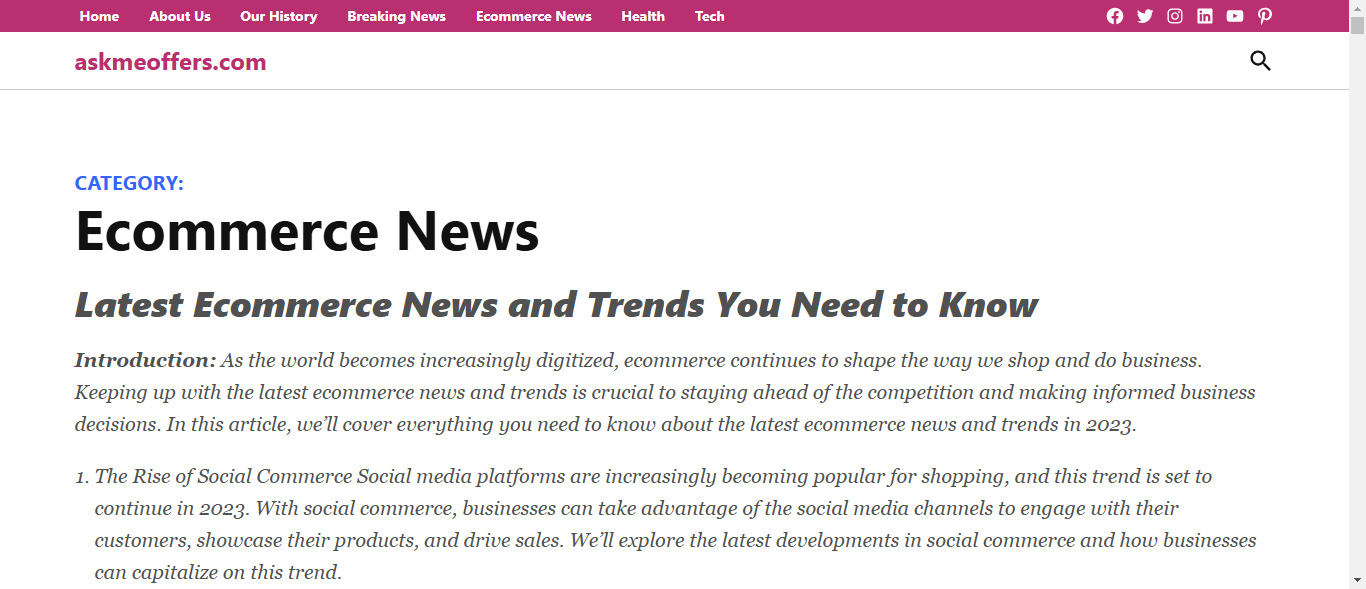 Home About Us Our History Breaking News Ecommerce News Health Tech
askmeoffers.com
CATEGORY:
Ecommerce News
Latest Ecommerce News and Trends You Need to Know
Introduction: As the world becomes increasingly digitized, ecommerce continues to shape the way we shop and do business.
Keeping up with the latest ecommerce news and trends is crucial to staying ahead of the competition and making informed business
decisions. In this article, we’ll cover everything you need to know about the latest ecommerce news and trends in 2023.
1. The Rise of Social Commerce Social media platforms are increasingly becoming popular for shopping, and this trend is set to
continue in 2023. With social commerce, businesses can take advantage of the social media channels to engage with their
customers, showcase their products, and drive sales. We’ll explore the latest developments in social commerce and how businesses
can capitalize on this trend.